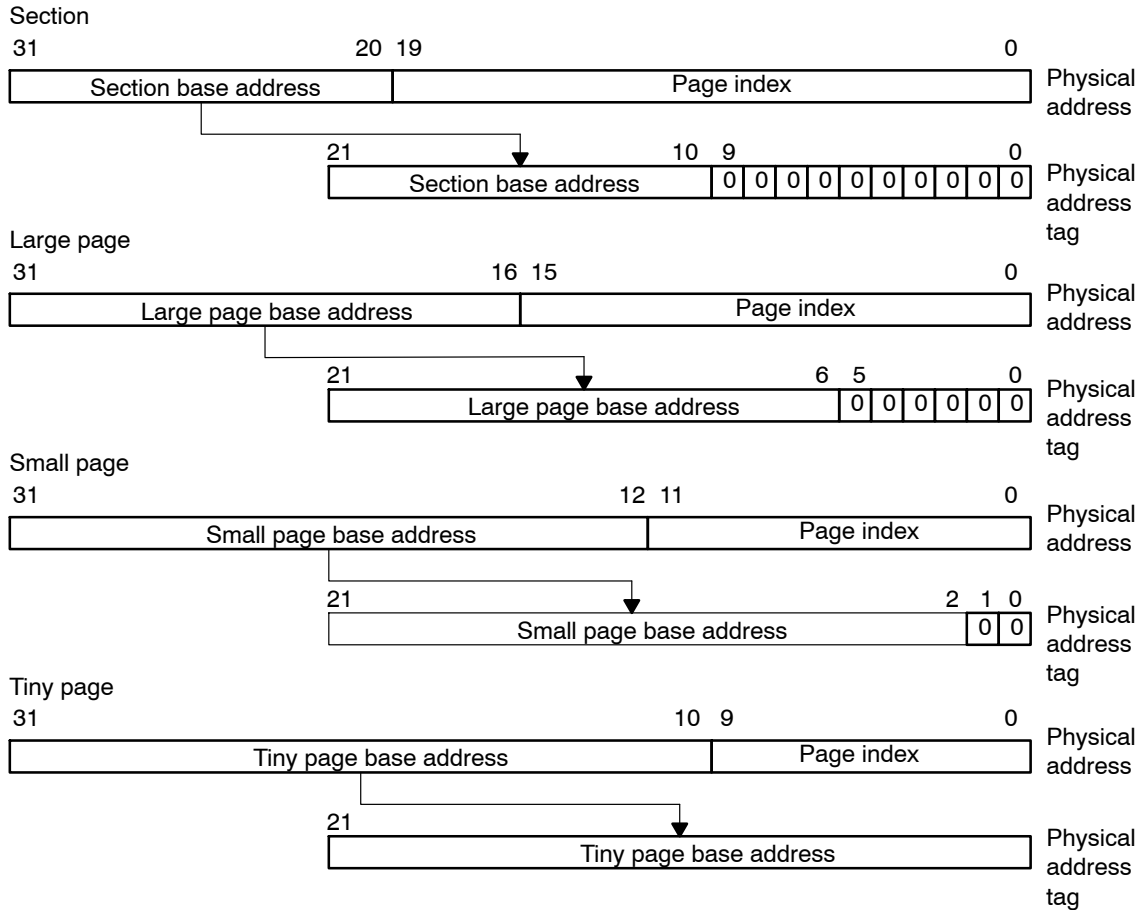 Section
31 20 19 0
Section base address Page index Physical address
21 10 9 0
Section base address 0 0 0 0 0 0 0 0 0 0 Physical address tag
Large page
31 16 15 0
Large page base address Page index Physical address
21 6 5 0
Large page base address 0 0 0 0 0 0 Physical address tag
Small page
31 12 11 0
Small page base address Page index Physical address
21 2 1 0
Small page base address 0 0 Physical address tag
Tiny page
31 10 9 0
Tiny page base address Page index Physical address
21
Tiny page base address Physical address tag